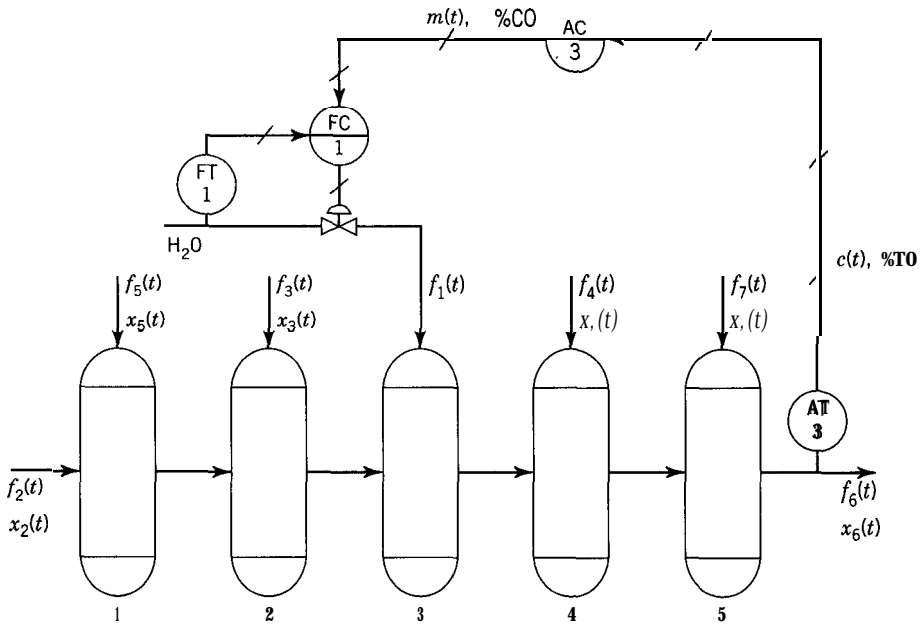 m(t), %CO
AC
3
FC
1
FT
1
H₂O
c(t), %TO
f₅(t)
x₅(t)
f₃(t)
x₃(t)
f₁(t)
f₄(t)
X, (t)
f₇(t)
X, (t)
AT
3
f₂(t)
x₂(t)
f₆(t)
x₆(t)
1
2
3
4
5